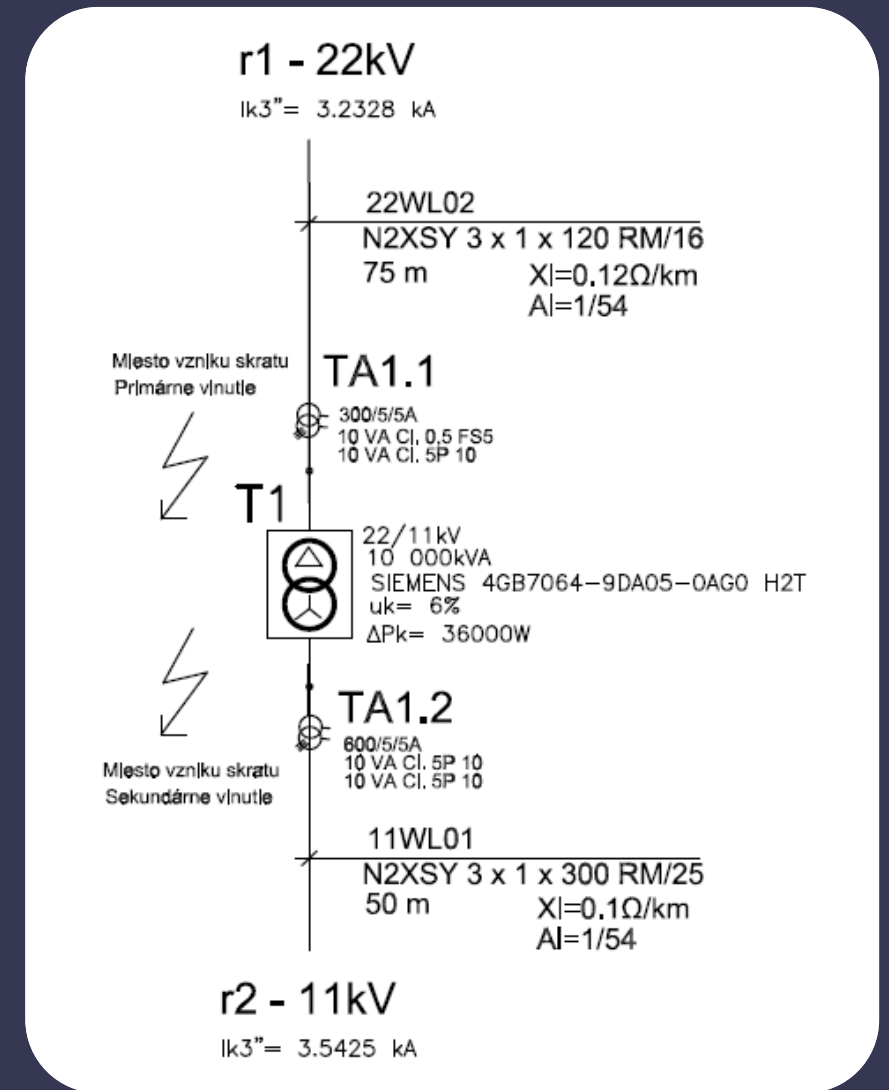 r1 - 22kV
Ik3"= 3.2328 kA
22WL02
N2XSY 3 x 1 x 120 RM/16
75 m Xl=0.12Ω/km
Al=1/54
Miesto vzniku skratu
Primárne vinutie
TA1.1
300/5/5A
10 VA Cl. 0,5 FS5
10 VA Cl. 5P 10
T1
22/11kV
10 000kVA
SIEMENS 4GB7064-9DA05-0AG0 H2T
uk= 6%
ΔPk= 36000W
TA1.2
600/5/5A
10 VA Cl. 5P 10
10 VA Cl. 5P 10
Miesto vzniku skratu
Sekundárne vinutie
11WL01
N2XSY 3 x 1 x 300 RM/25
50 m Xl=0.1Ω/km
Al=1/54
r2 - 11kV
Ik3"= 3.5425 kA